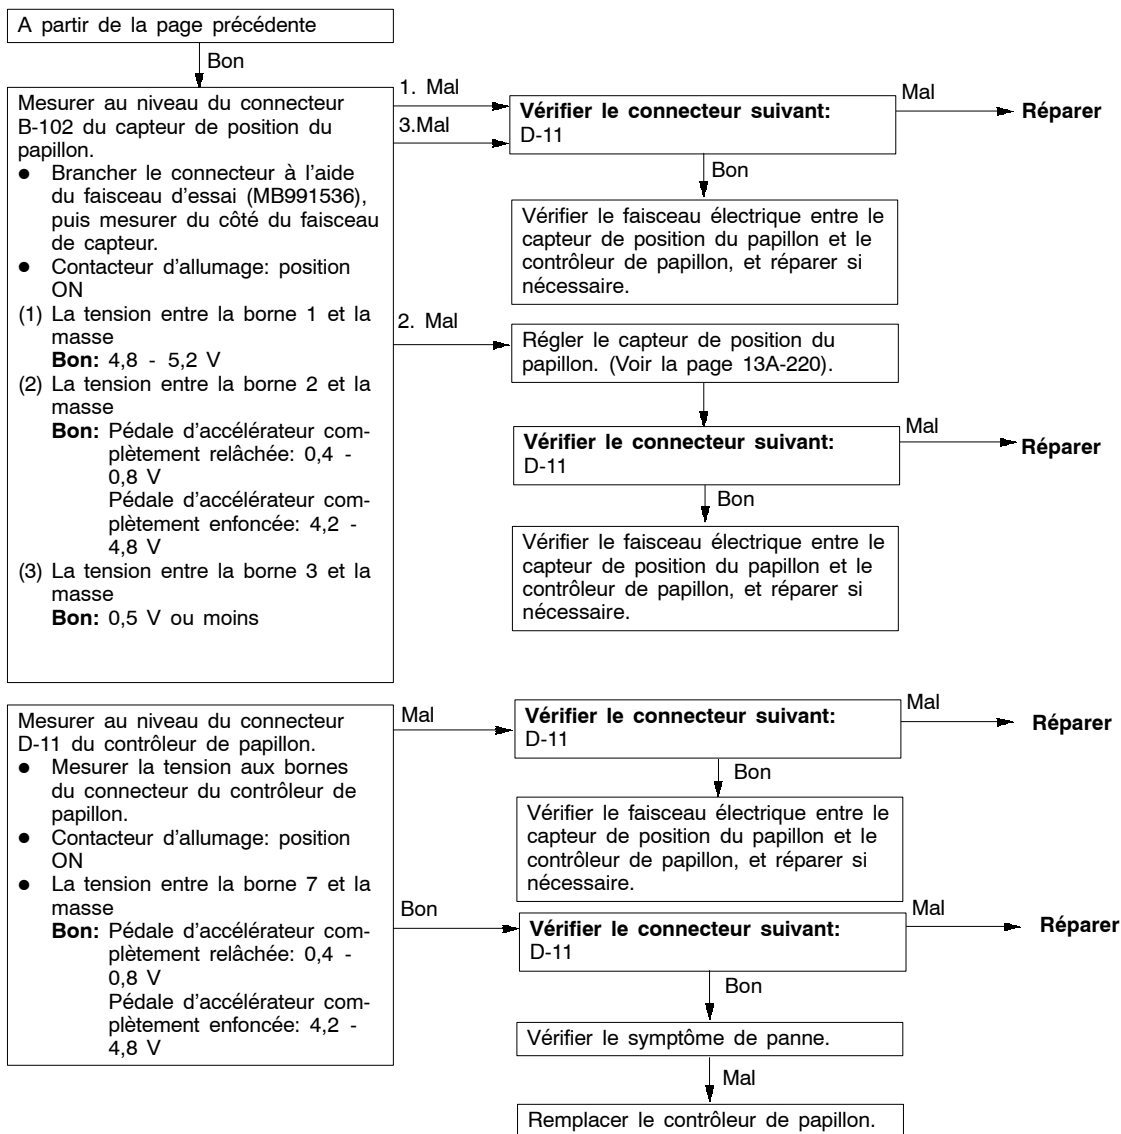 A partir de la page précédente
Bon
Mesurer au niveau du connecteur
B-102 du capteur de position du
papillon.
● Brancher le connecteur à l'aide
du faisceau d'essai (MB991536),
puis mesurer du côté du faisceau
de capteur.
● Contacteur d'allumage: position
ON
(1) La tension entre la borne 1 et la
masse
Bon: 4,8 - 5,2 V
(2) La tension entre la borne 2 et la
masse
Bon: Pédale d'accélérateur com-
plètement relâchée: 0,4 -
0,8 V
Pédale d'accélérateur com-
plètement enfoncée: 4,2 -
4,8 V
(3) La tension entre la borne 3 et la
masse
Bon: 0,5 V ou moins
1. Mal
3.Mal
Vérifier le connecteur suivant:
D-11
Mal
Réparer
Bon
Vérifier le faisceau électrique entre le
capteur de position du papillon et le
contrôleur de papillon, et réparer si
nécessaire.
2. Mal
Régler le capteur de position du
papillon. (Voir la page 13A-220).
Vérifier le connecteur suivant:
D-11
Mal
Réparer
Bon
Vérifier le faisceau électrique entre le
capteur de position du papillon et le
contrôleur de papillon, et réparer si
nécessaire.
Mesurer au niveau du connecteur
D-11 du contrôleur de papillon.
● Mesurer la tension aux bornes
du connecteur du contrôleur de
papillon.
● Contacteur d'allumage: position
ON
● La tension entre la borne 7 et la
masse
Bon: Pédale d'accélérateur com-
plètement relâchée: 0,4 -
0,8 V
Pédale d'accélérateur com-
plètement enfoncée: 4,2 -
4,8 V
Mal
Vérifier le connecteur suivant:
D-11
Mal
Réparer
Bon
Vérifier le faisceau électrique entre le
capteur de position du papillon et le
contrôleur de papillon, et réparer si
nécessaire.
Bon
Vérifier le connecteur suivant:
D-11
Mal
Réparer
Bon
Vérifier le symptôme de panne.
Mal
Remplacer le contrôleur de papillon.